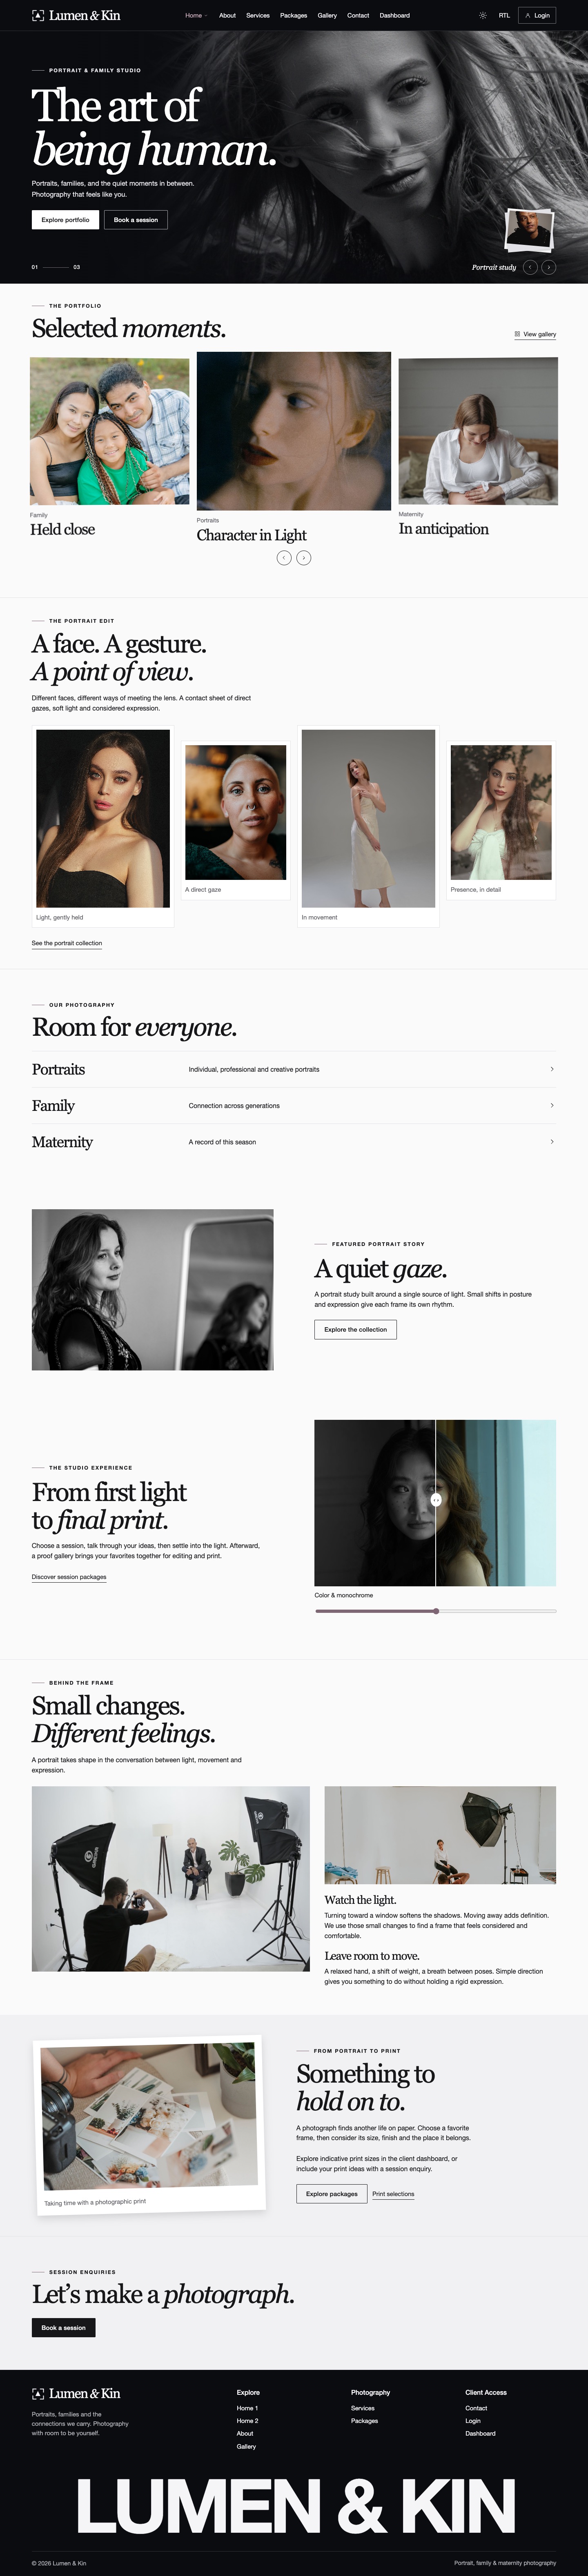 Lumen & Kin
Home
About
Services
Packages
Gallery
Contact
Dashboard
RTL
Login
PORTRAIT & FAMILY STUDIO
The art of
being human.
Portraits, families, and the quiet moments in between.
Photography that feels like you.
Explore portfolio
Book a session
01
03
Portrait study
THE PORTFOLIO
Selected moments.
View gallery
Family
Held close
Portraits
Character in Light
Maternity
In anticipation
THE PORTRAIT EDIT
A face. A gesture.
A point of view.
Different faces, different ways of meeting the lens. A contact sheet of direct
gazes, soft light and considered expression.
Light, gently held
A direct gaze
In movement
Presence, in detail
See the portrait collection
OUR PHOTOGRAPHY
Room for everyone.
Portraits
Individual, professional and creative portraits
Family
Connection across generations
Maternity
A record of this season
FEATURED PORTRAIT STORY
A quiet gaze.
A portrait study built around a single source of light. Small shifts in posture
and expression give each frame its own rhythm.
Explore the collection
THE STUDIO EXPERIENCE
From first light
to final print.
Choose a session, talk through your ideas, then settle into the light. Afterward,
a proof gallery brings your favorites together for editing and print.
Discover session packages
Color & monochrome
BEHIND THE FRAME
Small changes.
Different feelings.
A portrait takes shape in the conversation between light, movement and
expression.
Watch the light.
Turning toward a window softens the shadows. Moving away adds definition.
We use those small changes to find a frame that feels considered and
comfortable.
Leave room to move.
A relaxed hand, a shift of weight, a breath between poses. Simple direction
gives you something to do without holding a rigid expression.
Taking time with a photographic print
FROM PORTRAIT TO PRINT
Something to
hold on to.
A photograph finds another life on paper. Choose a favorite
frame, then consider its size, finish and the place it belongs.
Explore indicative print sizes in the client dashboard, or
include your print ideas with a session enquiry.
Explore packages
Print selections
SESSION ENQUIRIES
Let’s make a photograph.
Book a session
Lumen & Kin
Portraits, families and the
connections we carry. Photography
with room to be yourself.
Explore
Home 1
Home 2
About
Gallery
Photography
Services
Packages
Client Access
Contact
Login
Dashboard
LUMEN & KIN
© 2026 Lumen & Kin
Portrait, family & maternity photography